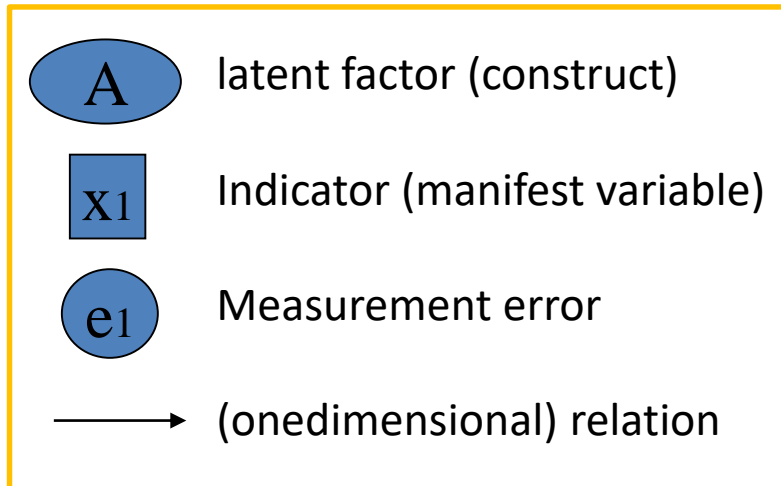 A latent factor (construct)
x1 Indicator (manifest variable)
e1 Measurement error
(onedimensional) relation